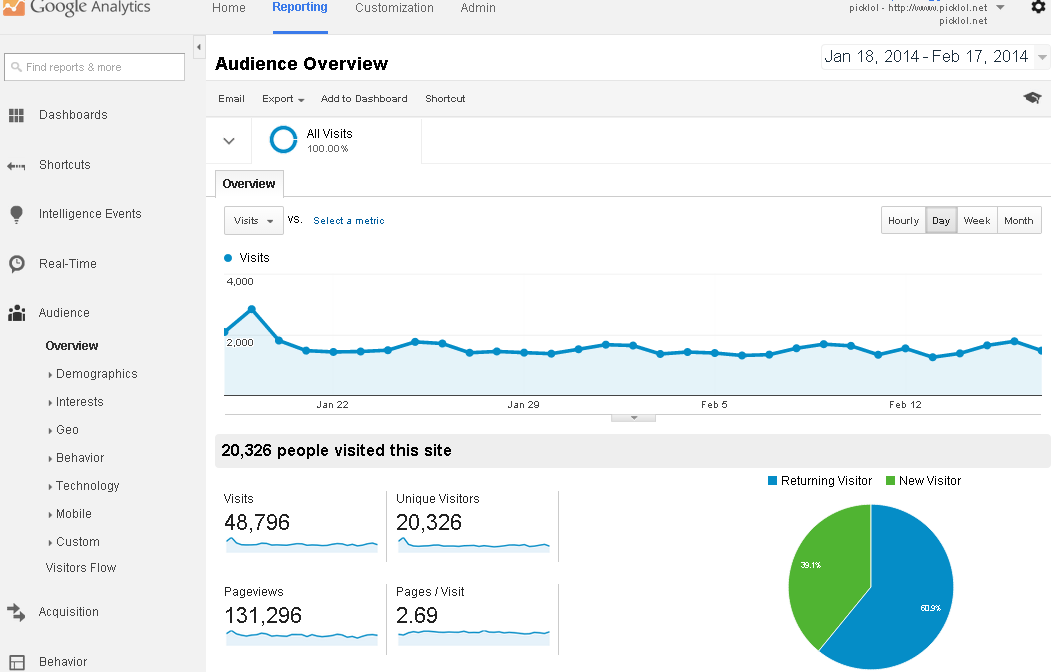 Google Analytics
Home Reporting Customization Admin
picklol - http://www.picklol.net
picklol.net
picklol.net
Find reports & more
Audience Overview
Jan 18, 2014 - Feb 17, 2014
Email Export Add to Dashboard Shortcut
Dashboards
Shortcuts
Intelligence Events
Real-Time
Audience
Overview
Demographics
Interests
Geo
Behavior
Technology
Mobile
Custom
Visitors Flow
Acquisition
Behavior
All Visits
100.00%
Overview
Visits vs. Select a metric
Hourly Day Week Month
Visits
4,000
2,000
Jan 22 Jan 29 Feb 5 Feb 12
20,326 people visited this site
Visits
48,796
Unique Visitors
20,326
Pageviews
131,296
Pages / Visit
2.69
Returning Visitor New Visitor
39.1%
60.9%